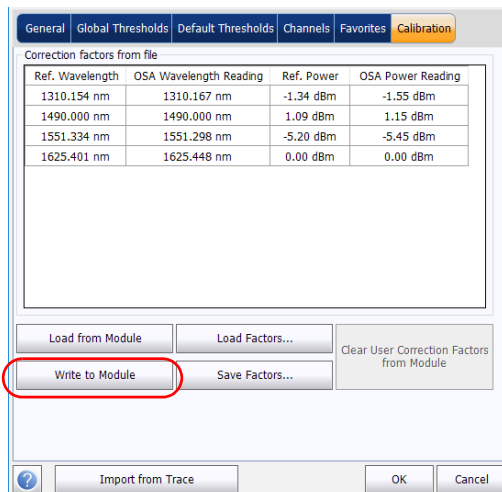 General Global Thresholds Default Thresholds Channels Favorites Calibration
Correction factors from file
Ref. Wavelength OSA Wavelength Reading Ref. Power OSA Power Reading
1310.154 nm 1310.167 nm -1.34 dBm -1.55 dBm
1490.000 nm 1490.000 nm 1.09 dBm 1.15 dBm
1551.334 nm 1551.298 nm -5.20 dBm -5.45 dBm
1625.401 nm 1625.448 nm 0.00 dBm 0.00 dBm
Load from Module Load Factors...
Clear User Correction Factors
from Module
Write to Module Save Factors...
? Import from Trace OK Cancel